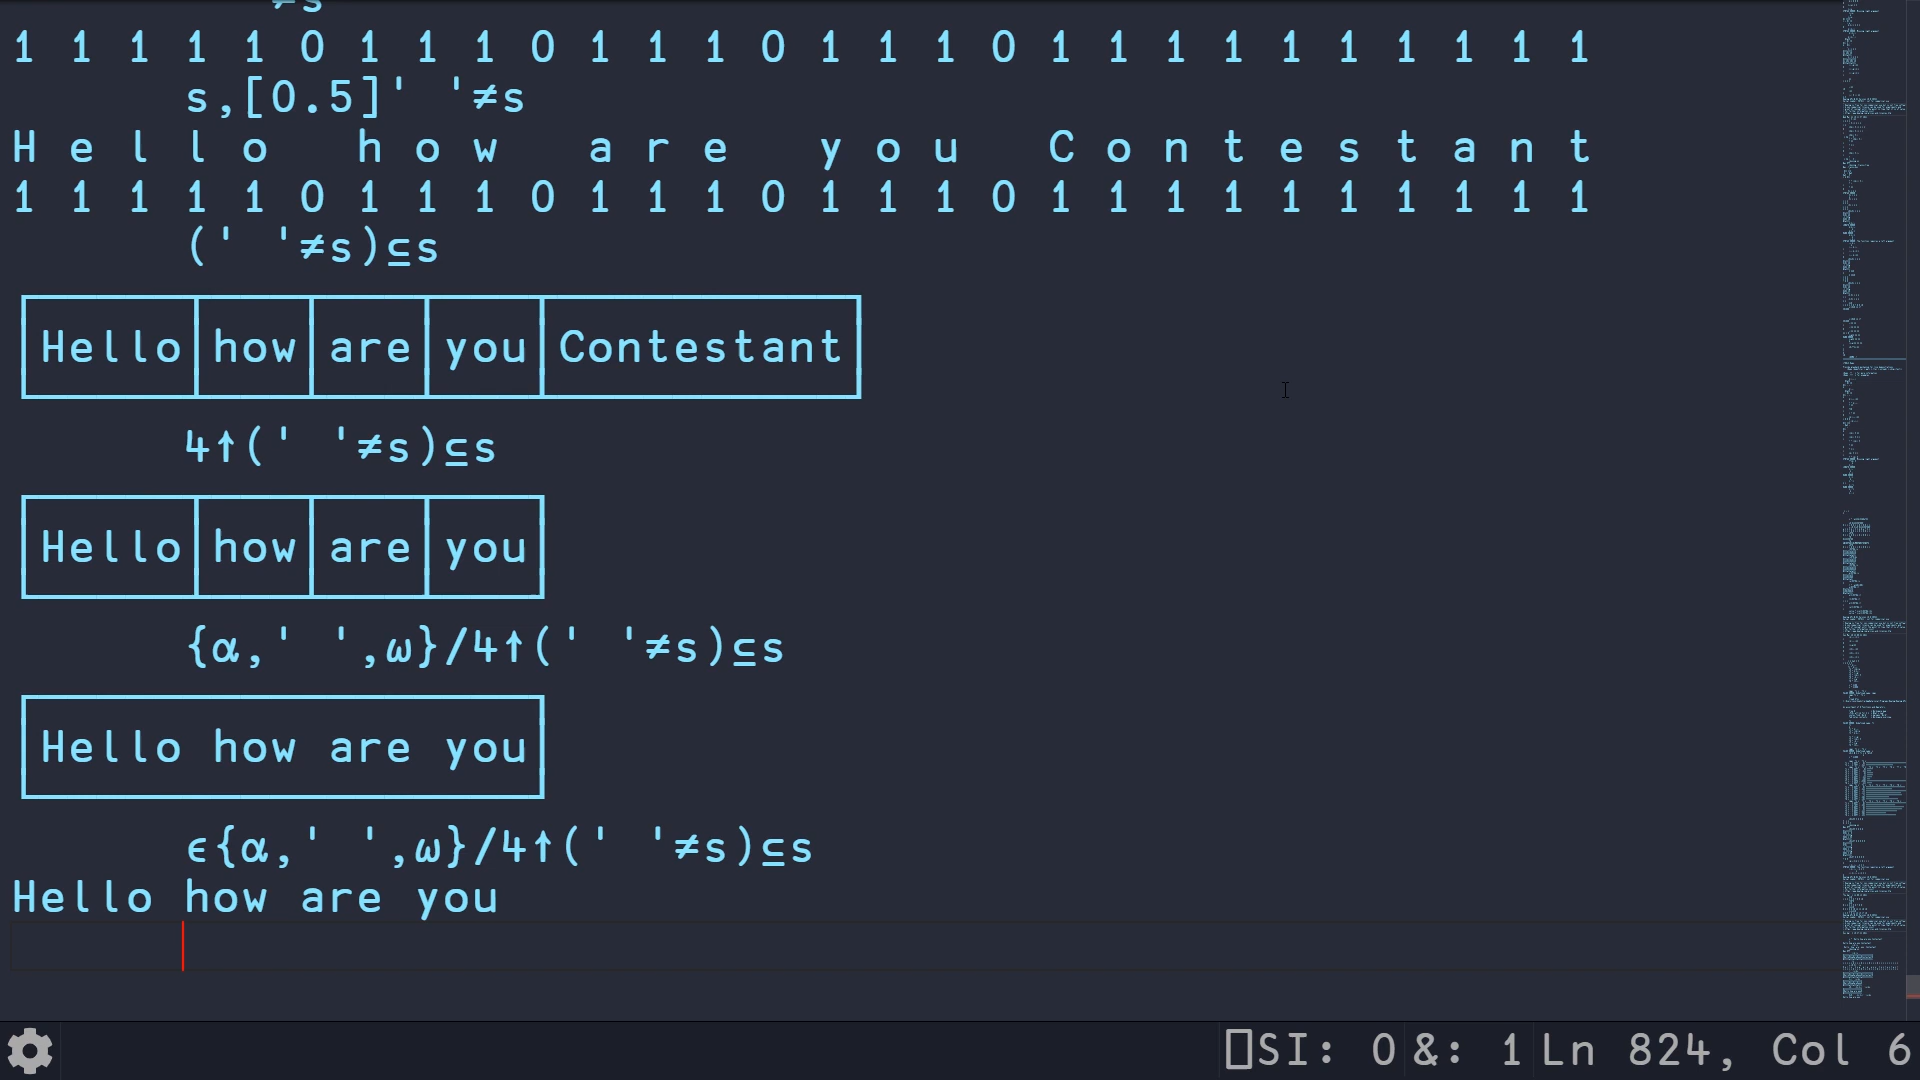 ≠s
1 1 1 1 1 0 1 1 1 0 1 1 1 0 1 1 1 0 1 1 1 1 1 1 1 1 1 1
s,[0.5]' '≠s
H e l l o   h o w   a r e   y o u   C o n t e s t a n t
1 1 1 1 1 0 1 1 1 0 1 1 1 0 1 1 1 0 1 1 1 1 1 1 1 1 1 1
(' '≠s)⊆s
Hello how are you Contestant
4↑(' '≠s)⊆s
Hello how are you
{⍺,' ',⍵}/4↑(' '≠s)⊆s
Hello how are you
∊{⍺,' ',⍵}/4↑(' '≠s)⊆s
Hello how are you
⎕SI: 0 &: 1 Ln 824, Col 6